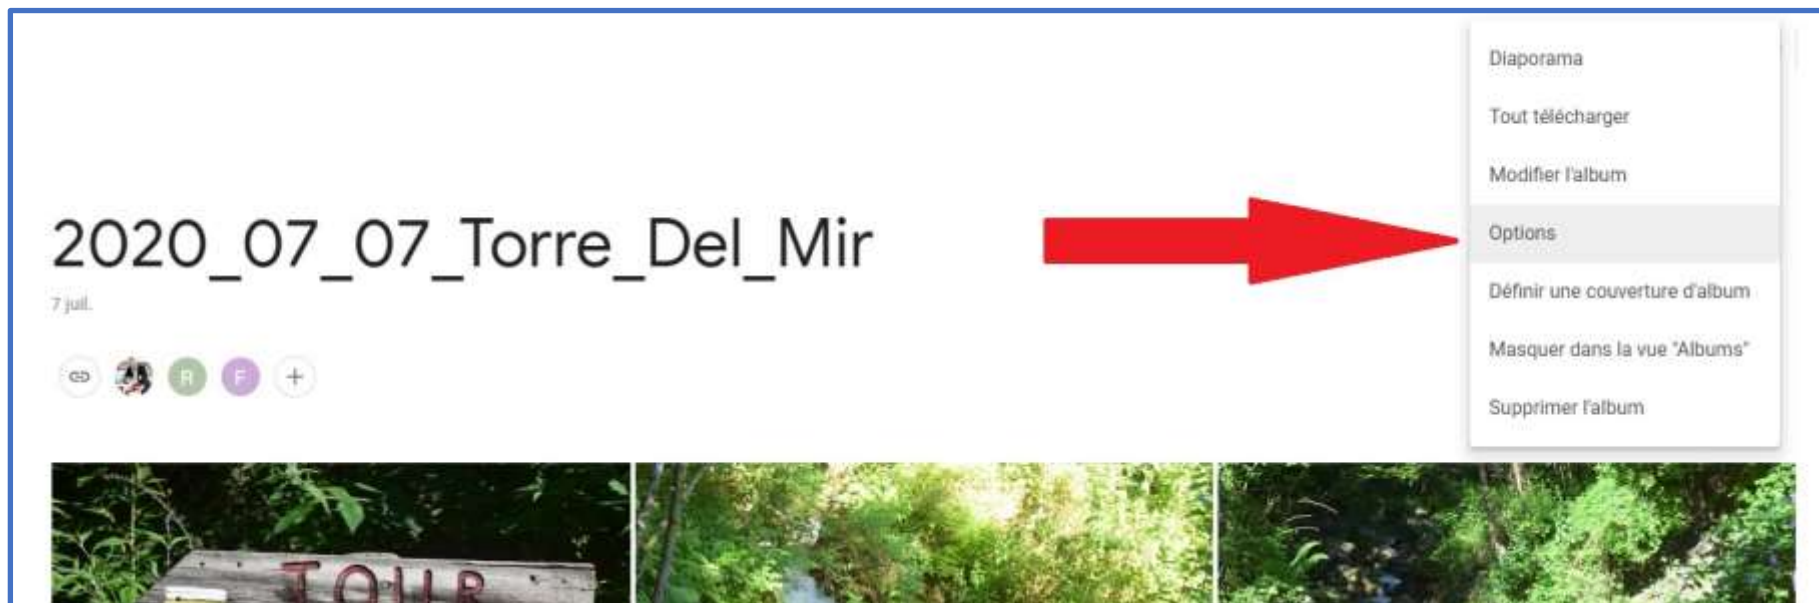 Diaporama
Tout télécharger
Modifier l'album
Options
Définir une couverture d'album
Masquer dans la vue "Albums"
Supprimer l'album
2020_07_07_Torre_Del_Mir
7 juil.
R F
TOUR